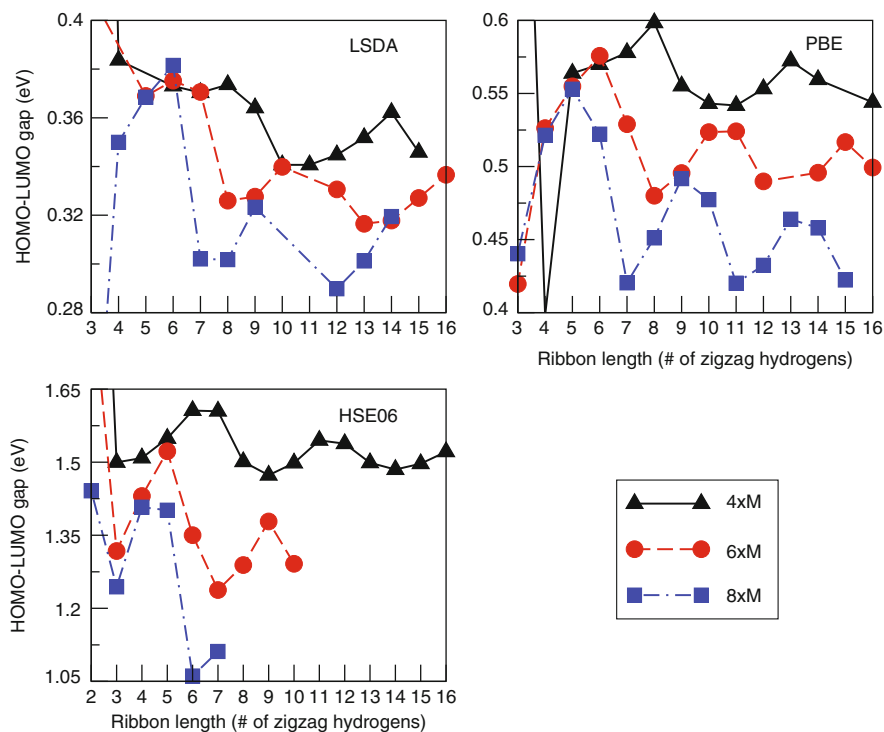 LSDA
HOMO-LUMO gap (eV)
0.4
0.36
0.32
0.28
3 4 5 6 7 8 9 10 11 12 13 14 15 16
PBE
0.6
0.55
0.5
0.45
0.4
3 4 5 6 7 8 9 10 11 12 13 14 15 16
Ribbon length (# of zigzag hydrogens)
HSE06
HOMO-LUMO gap (eV)
1.65
1.5
1.35
1.2
1.05
2 3 4 5 6 7 8 9 10 11 12 13 14 15 16
Ribbon length (# of zigzag hydrogens)
4xM
6xM
8xM